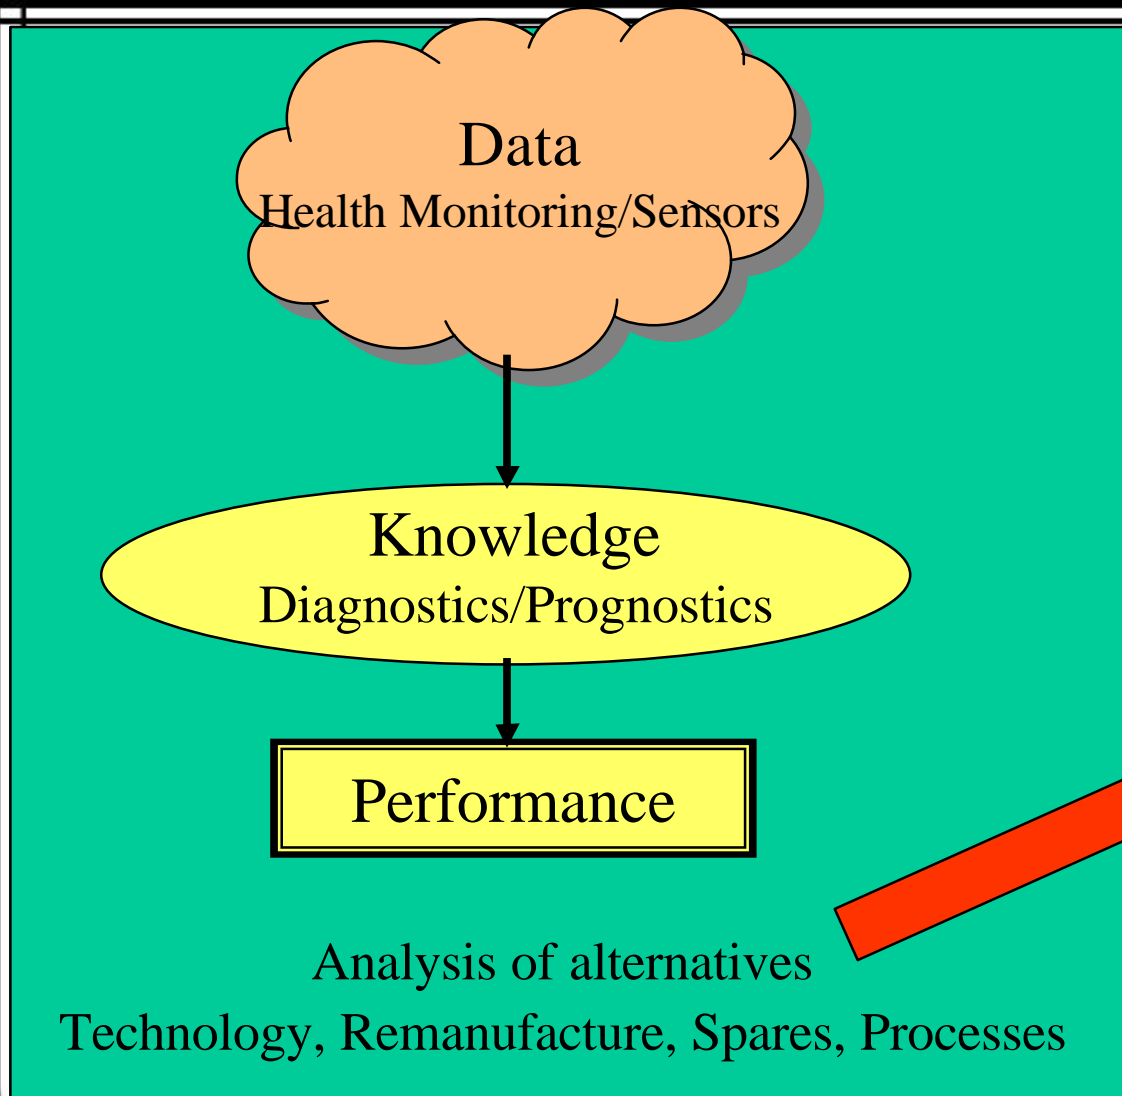 Data
Health Monitoring/Sensors
Knowledge
Diagnostics/Prognostics
Performance
Analysis of alternatives
Technology, Remanufacture, Spares, Processes